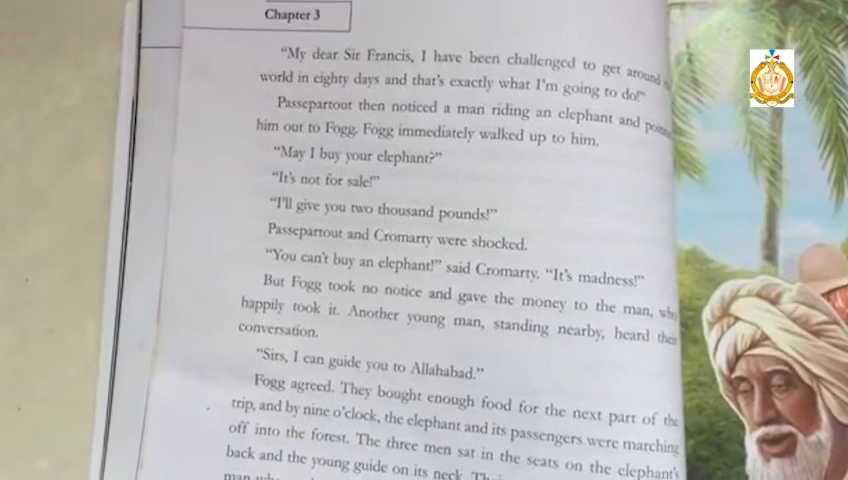 Chapter 3
"My dear Sir Francis, I have been challenged to get around
world in eighty days and that's exactly what I'm going to do!"
Passepartout then noticed a man riding an elephant and
him out to Fogg. Fogg immediately walked up to him.
"May I buy your elephant?"
"It's not for sale!"
"I'll give you two thousand pounds!"
Passepartout and Cromarty were shocked.
"You can't buy an elephant!" said Cromarty. "It's madness!"
But Fogg took no notice and gave the money to the man, who
happily took it. Another young man, standing nearby, heard their
conversation.
"Sirs, I can guide you to Allahabad."
Fogg agreed. They bought enough food for the next part of the
trip, and by nine o'clock, the elephant and its passengers were marching
off into the forest. The three men sat in the seats on the elephant's
back and the young guide on its neck.
man